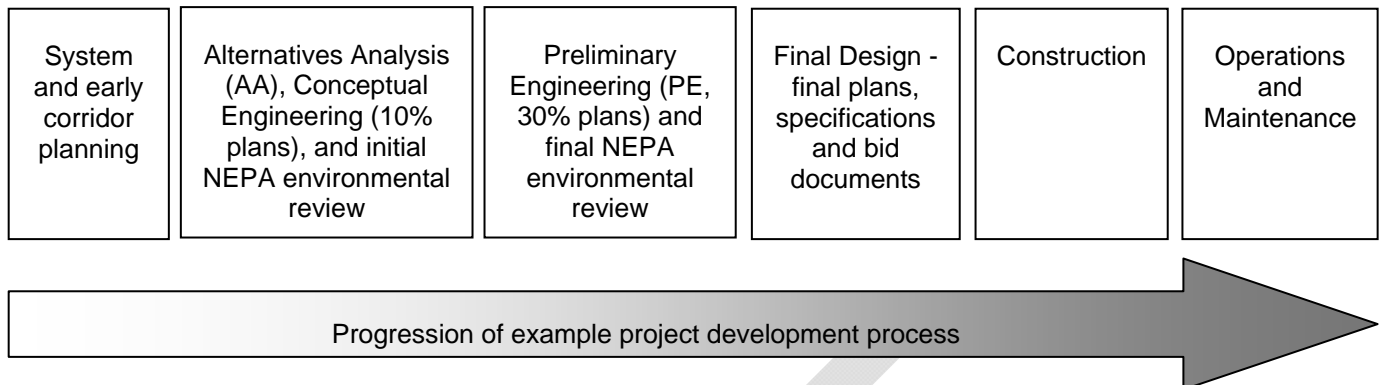 System
and early
corridor
planning
Alternatives Analysis
(AA), Conceptual
Engineering (10%
plans), and initial
NEPA environmental
review
Preliminary
Engineering (PE,
30% plans) and
final NEPA
environmental
review
Final Design -
final plans,
specifications
and bid
documents
Construction
Operations
and
Maintenance
Progression of example project development process